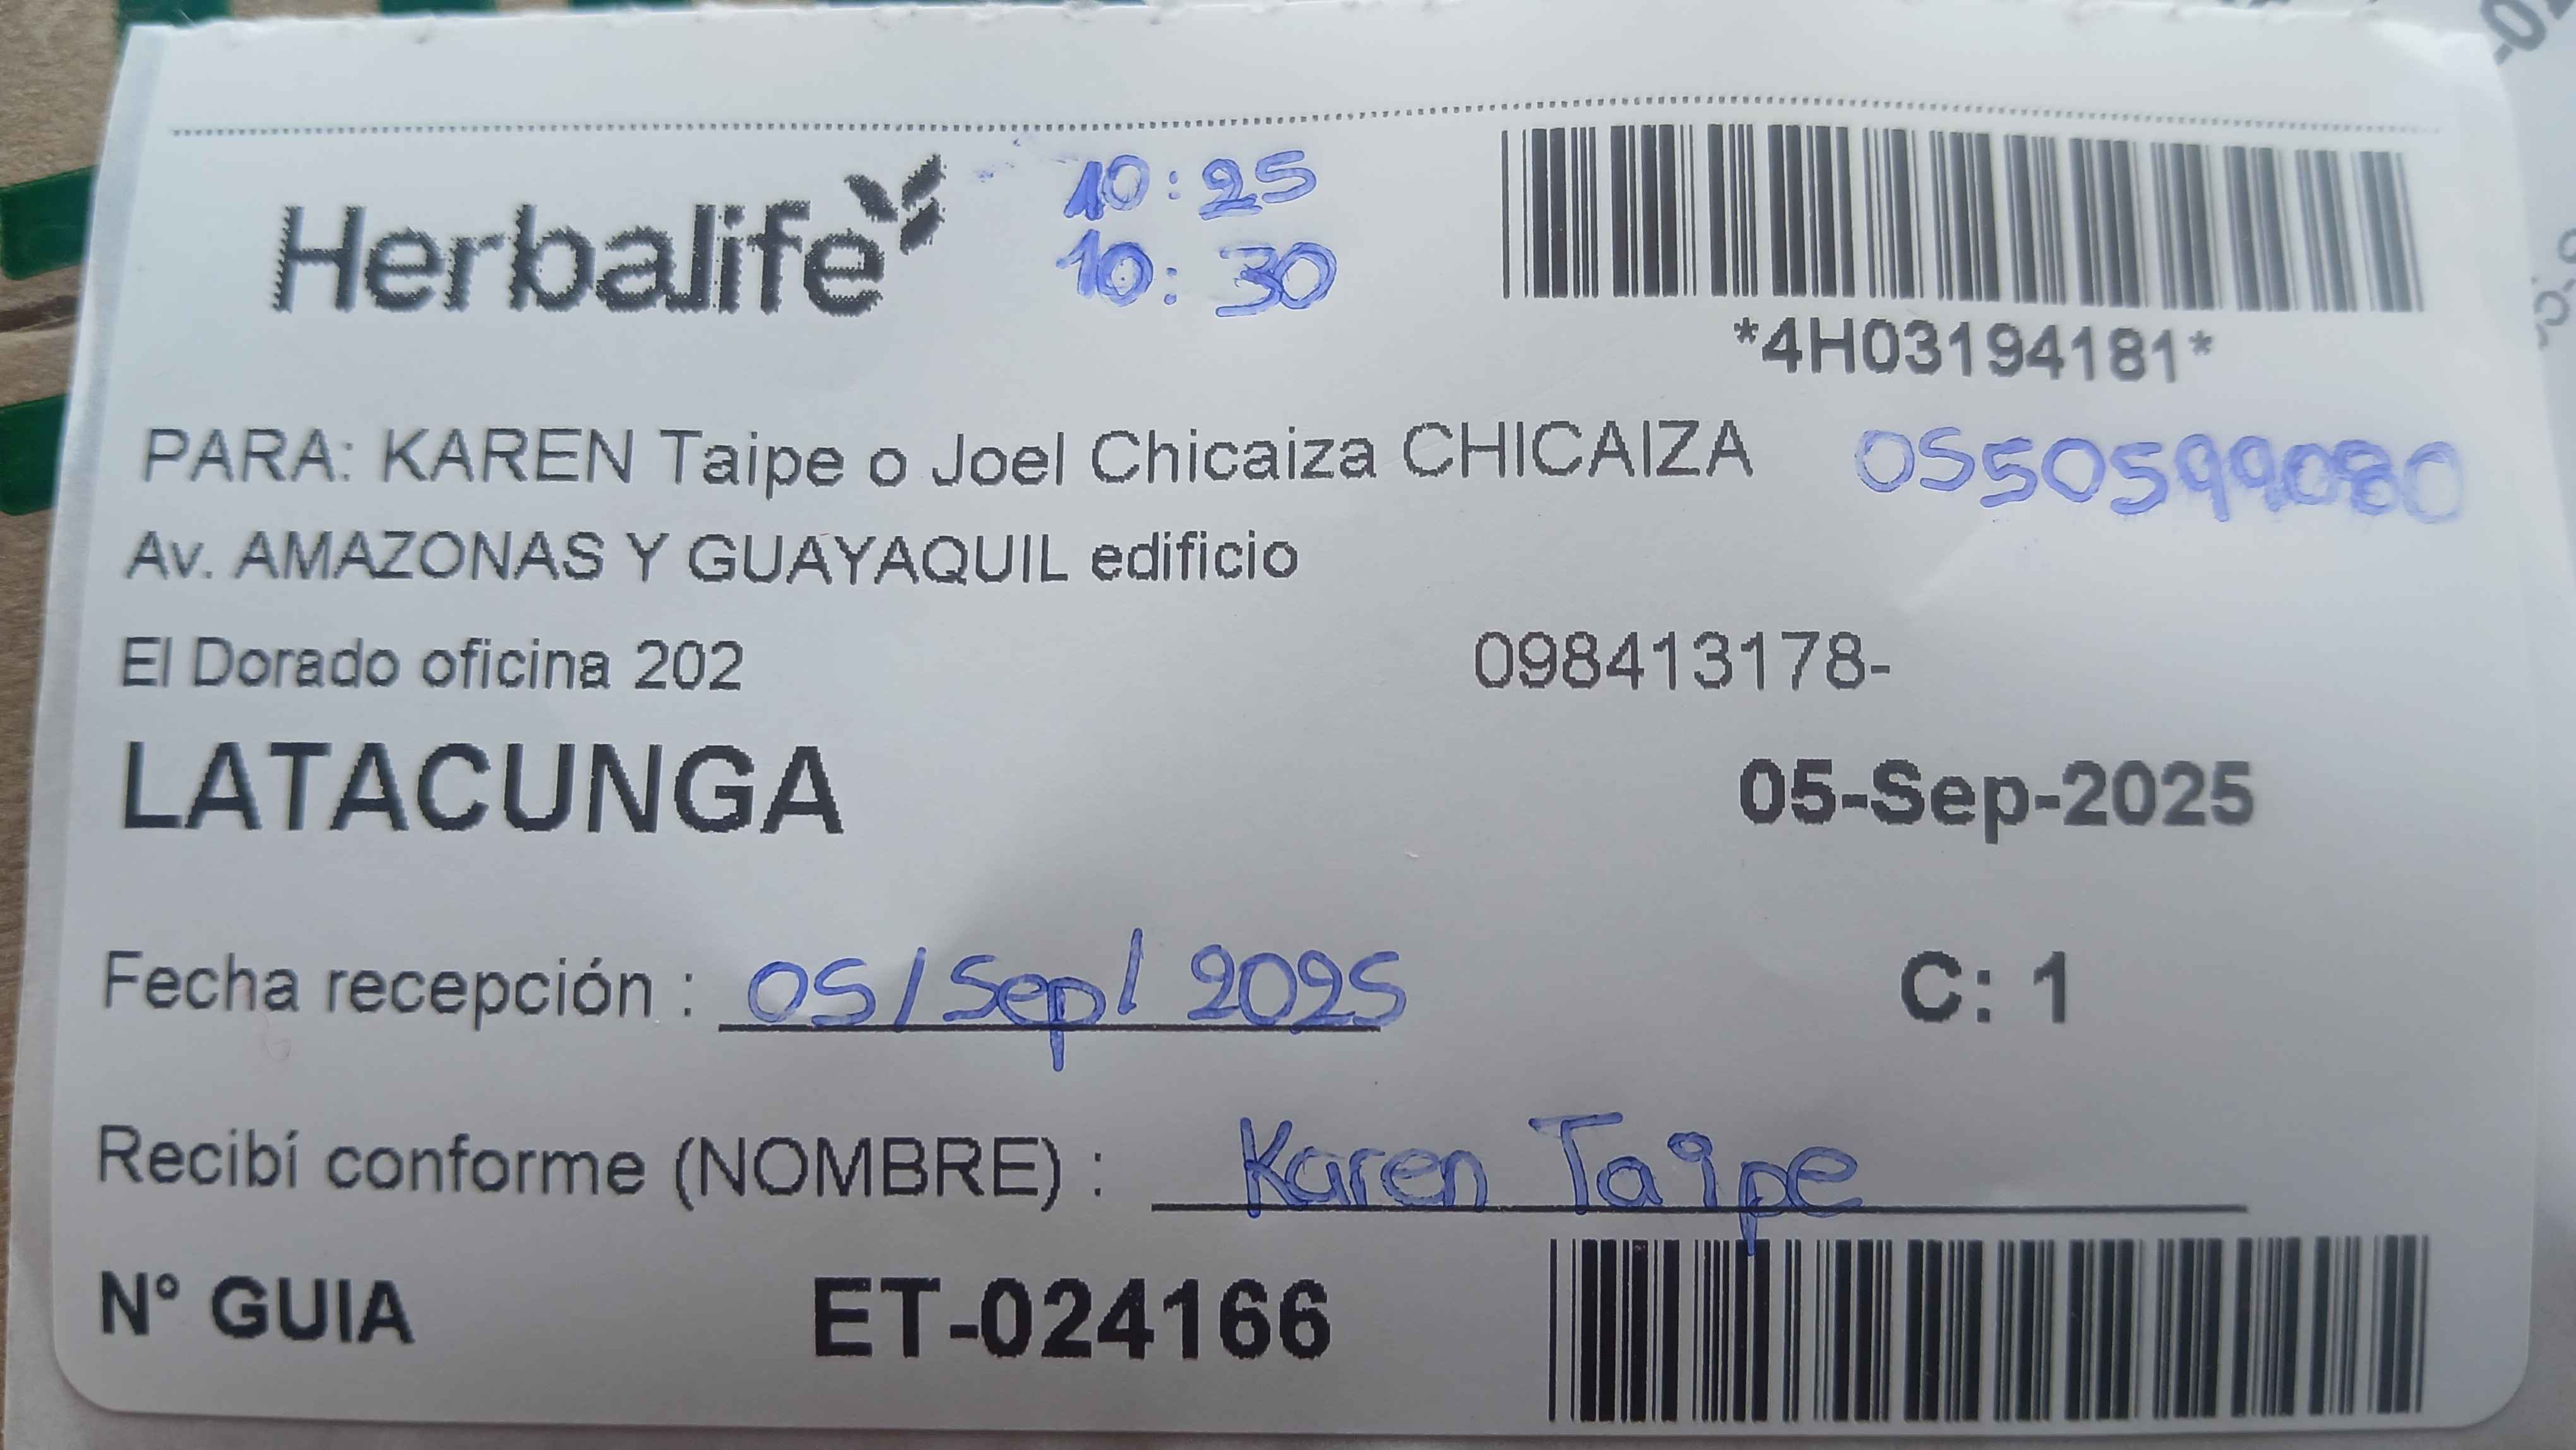 Herbalife
10:25
10:30
*4H03194181*
PARA: KAREN Taipe o Joel Chicaiza CHICAIZA
0550599080
Av. AMAZONAS Y GUAYAQUIL edificio
El Dorado oficina 202
098413178-
LATACUNGA
05-Sep-2025
Fecha recepción : 05/Sep/2025
C: 1
Recibí conforme (NOMBRE) : Karen Taipe
N° GUIA ET-024166